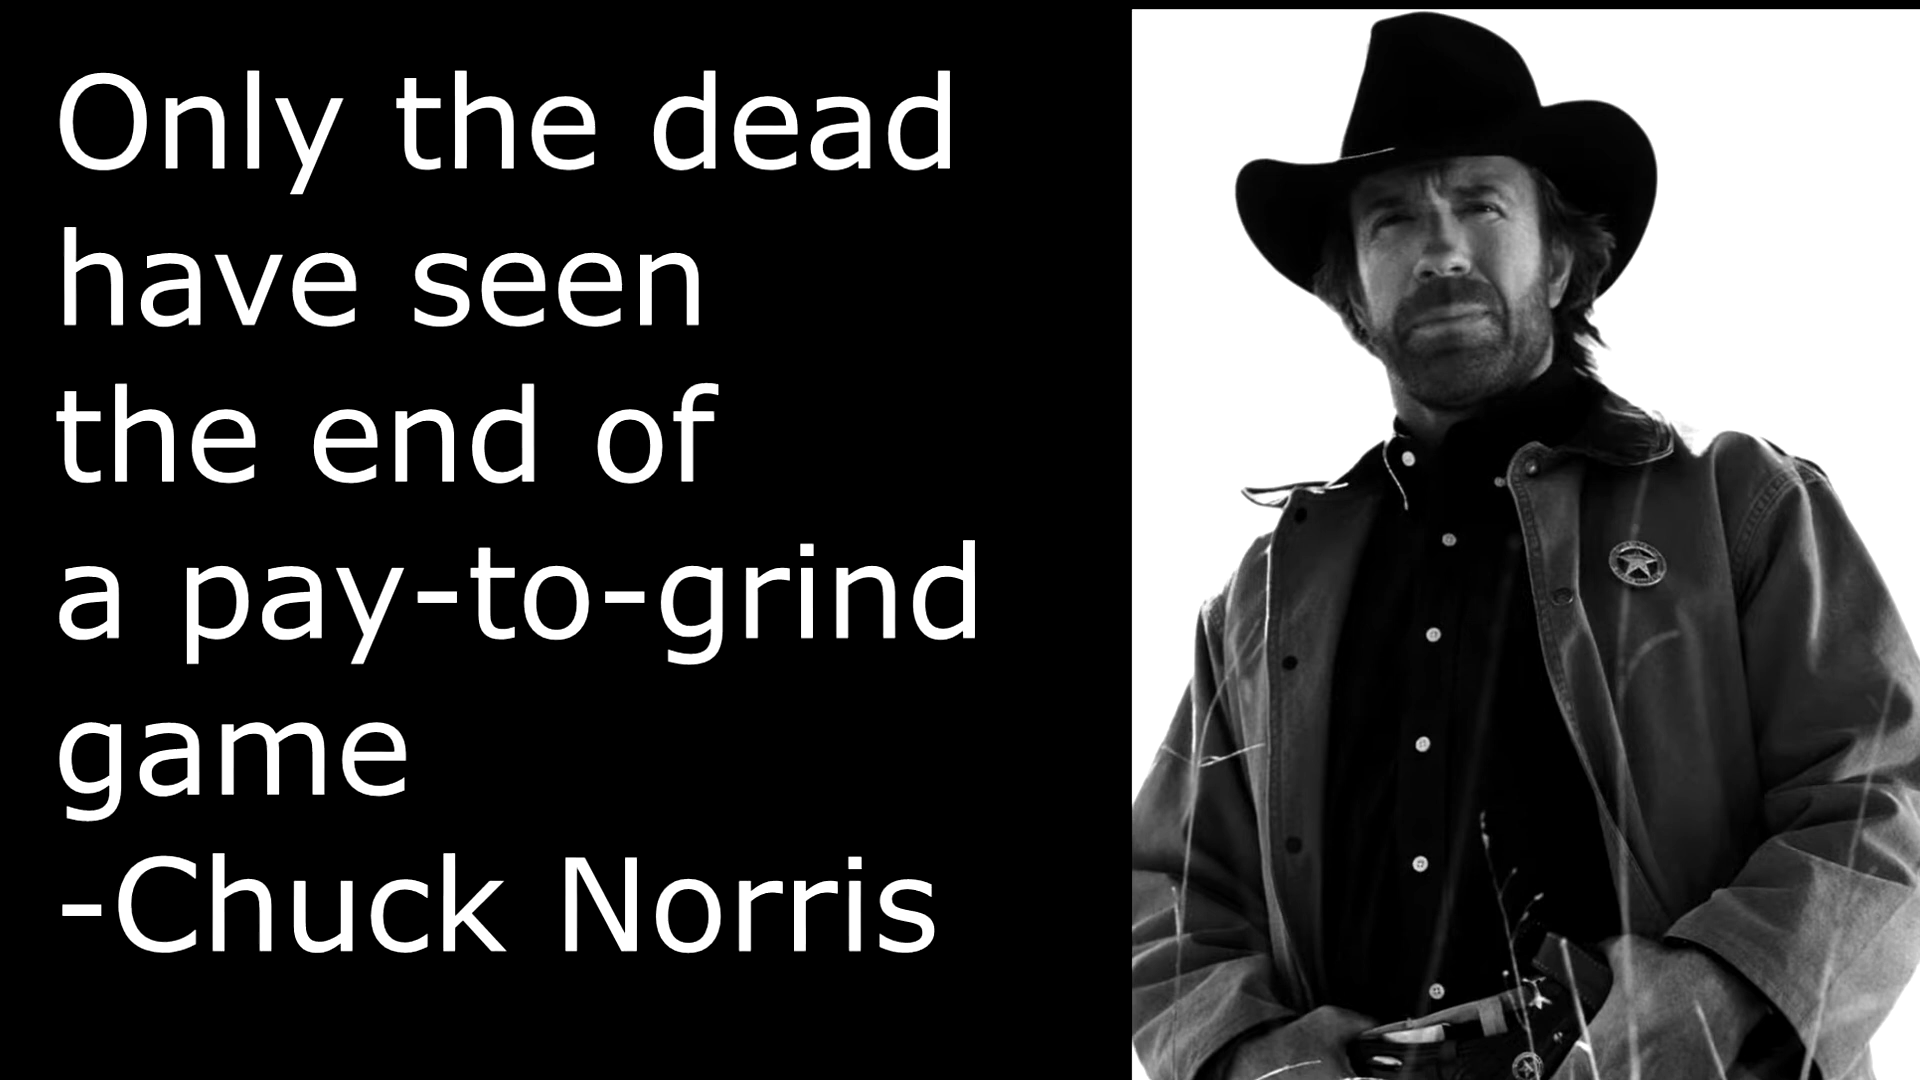 Only the dead
have seen
the end of
a pay-to-grind
game
-Chuck Norris